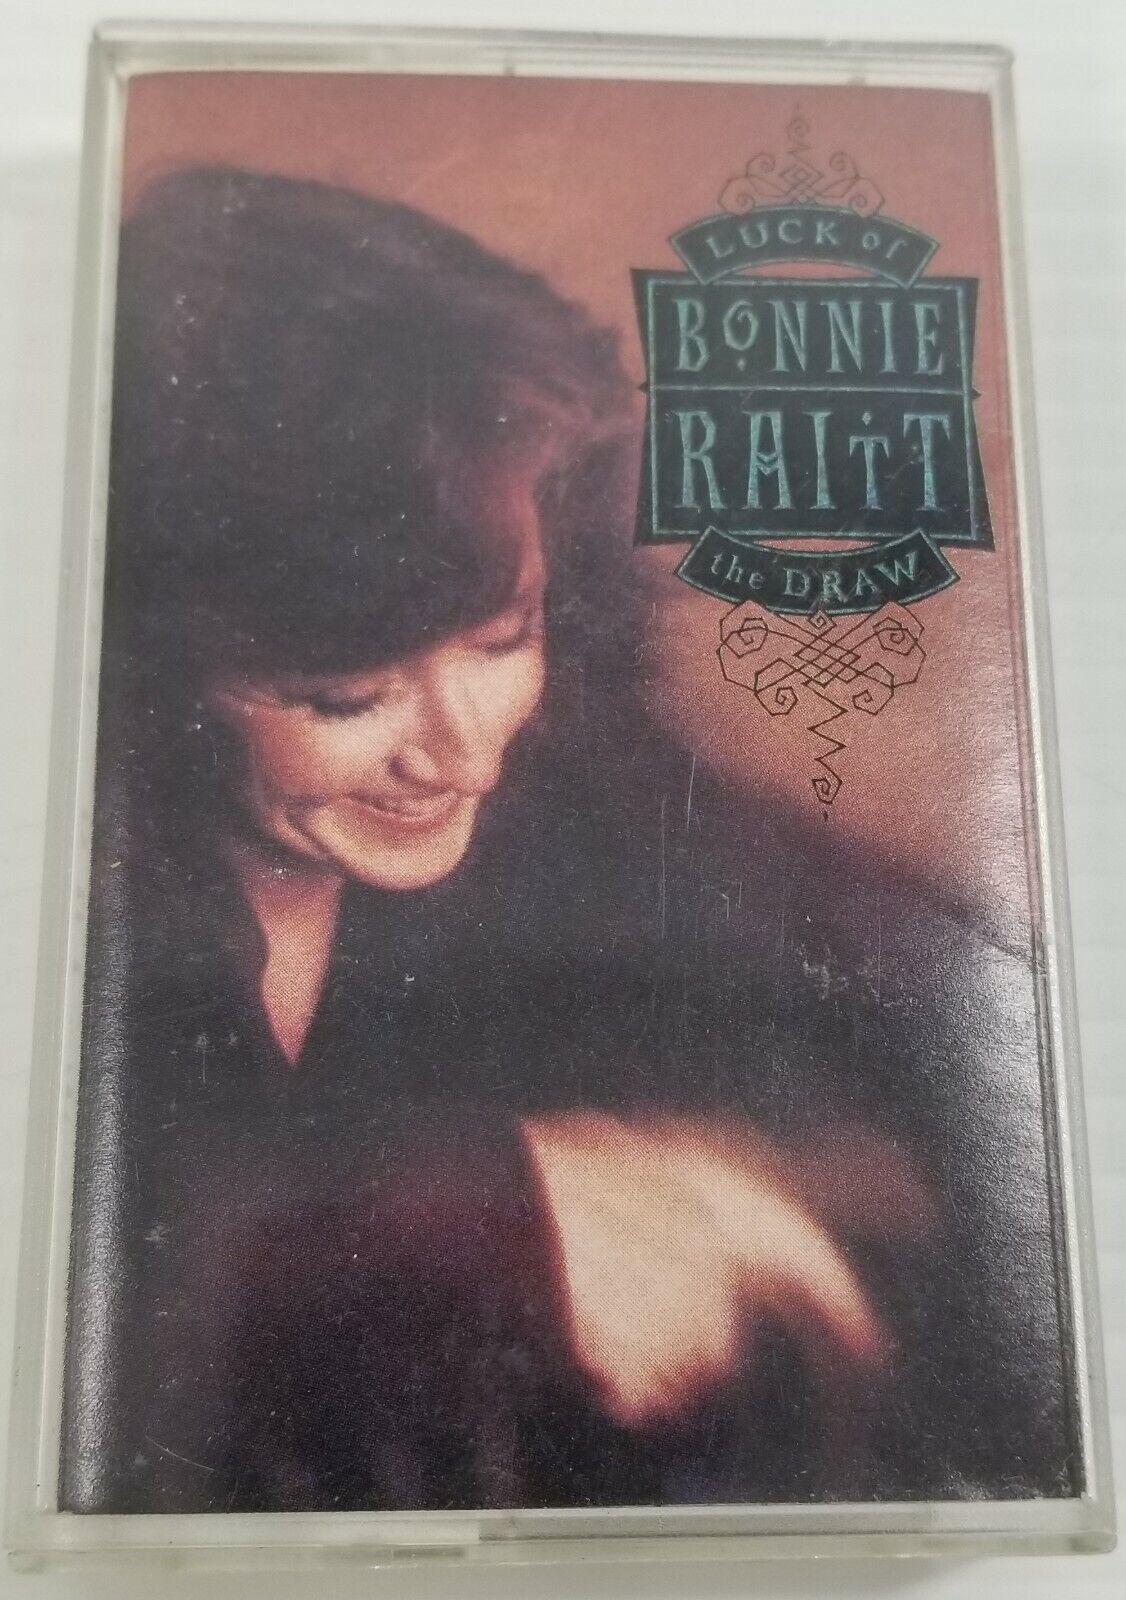 LUCK of
BONNIE
RAITT
the DRAW